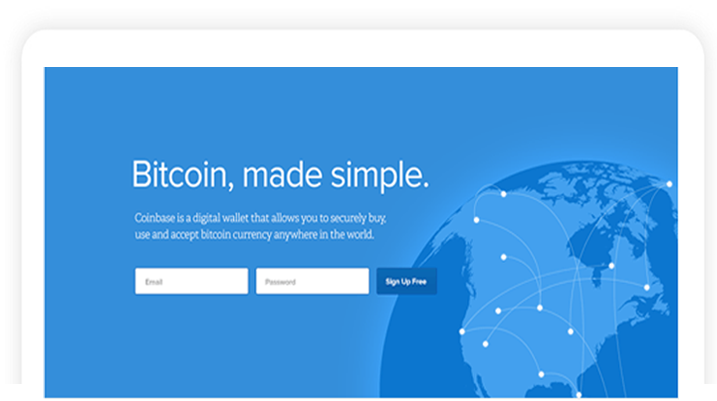 Bitcoin, made simple.
Coinbase is a digital wallet that allows you to securely buy,
use and accept bitcoin currency anywhere in the world.
Email
Password
Sign Up Free